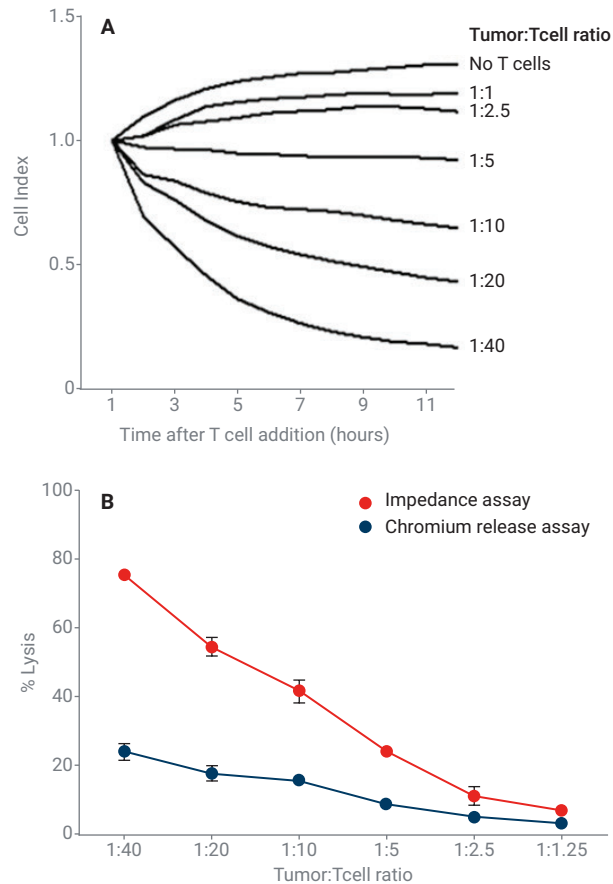 A
Tumor:Tcell ratio
No T cells
1:1
1:2.5
1:5
1:10
1:20
1:40
1.5
1.0
0.5
0
Cell Index
1 3 5 7 9 11
Time after T cell addition (hours)
B
Impedance assay
Chromium release assay
100
80
60
40
20
0
% Lysis
1:40 1:20 1:10 1:5 1:2.5 1:1.25
Tumor:Tcell ratio